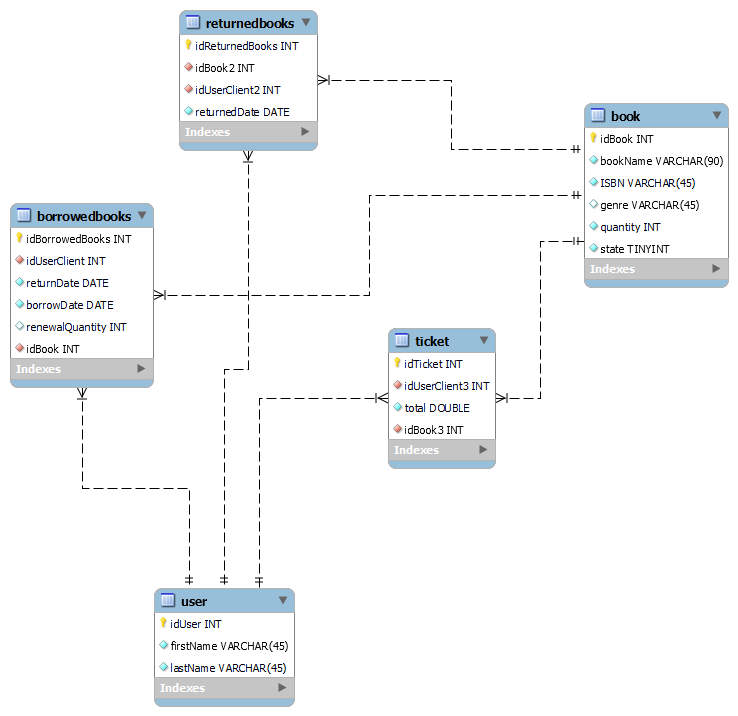 returnedbooks
idReturnedBooks INT
idBook2 INT
idUserClient2 INT
returnedDate DATE
Indexes
book
idBook INT
bookName VARCHAR(90)
ISBN VARCHAR(45)
genre VARCHAR(45)
quantity INT
state TINYINT
Indexes
borrowedbooks
idBorrowedBooks INT
idUserClient INT
returnDate DATE
borrowDate DATE
renewalQuantity INT
idBook INT
Indexes
ticket
idTicket INT
idUserClient3 INT
total DOUBLE
idBook3 INT
Indexes
user
idUser INT
firstName VARCHAR(45)
lastName VARCHAR(45)
Indexes